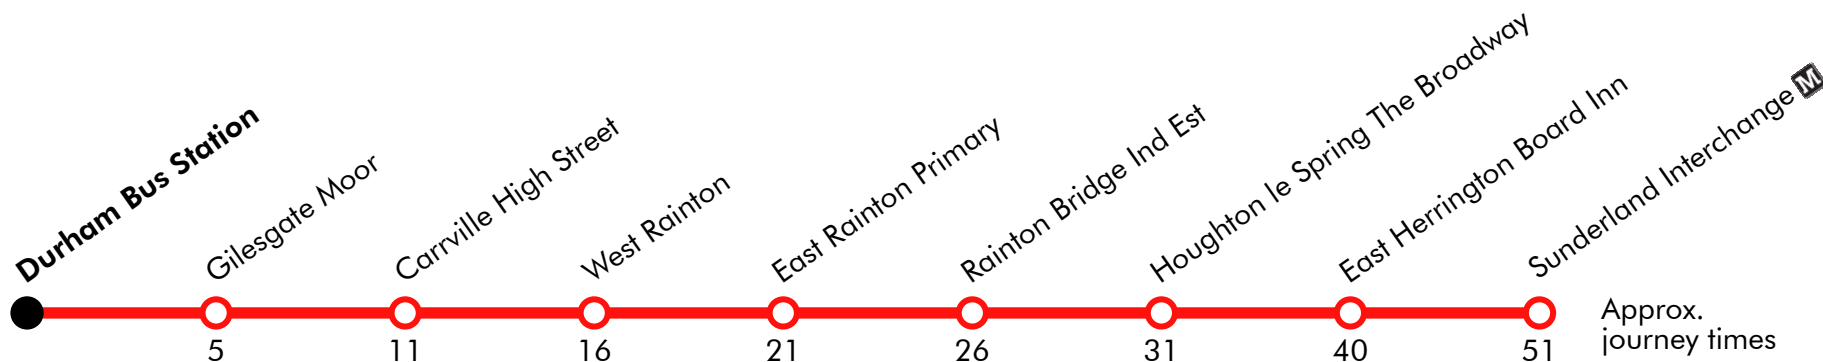 Durham Bus Station
Gilesgate Moor
Carrville High Street
West Rainton
East Rainton Primary
Rainton Bridge Ind Est
Houghton le Spring The Broadway
East Herrington Board Inn
Sunderland Interchange M
5 11 16 21 26 31 40 51
Approx.
journey times